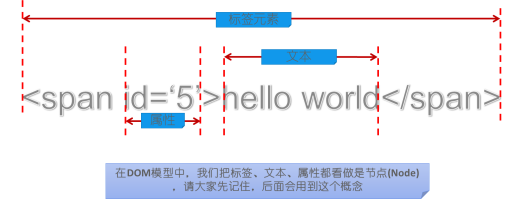 标签元素
文本
<span id=‘5’>hello world</span>
属性
在DOM模型中，我们把标签、文本、属性都看做是节点(Node)
，请大家先记住，后面会用到这个概念